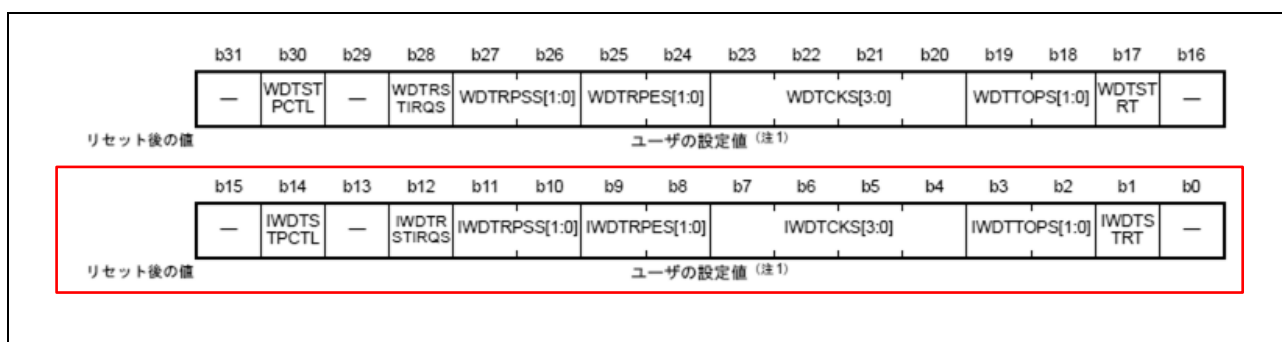 b31 b30 b29 b28 b27 b26 b25 b24 b23 b22 b21 b20 b19 b18 b17 b16
— WDTST — WDTRS WDTRPSS[1:0] WDTRPES[1:0] WDTCKS[3:0] WDTTOPS[1:0] WDTST —
PCTL TIRQS RT
リセット後の値 ユーザの設定値 (注1)
b15 b14 b13 b12 b11 b10 b9 b8 b7 b6 b5 b4 b3 b2 b1 b0
— IWDTS — IWDTR IWDTRPSS[1:0] IWDTRPES[1:0] IWDTCKS[3:0] IWDTTOPS[1:0] IWDTS —
TPCTL STIRQS TRT
リセット後の値 ユーザの設定値 (注1)